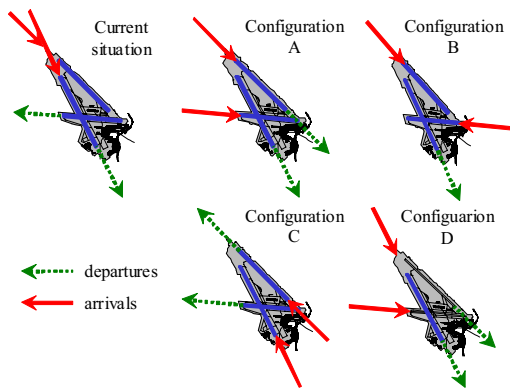 Current
situation
Configuration
A
Configuration
B
Configuration
C
Configuarion
D
departures
arrivals